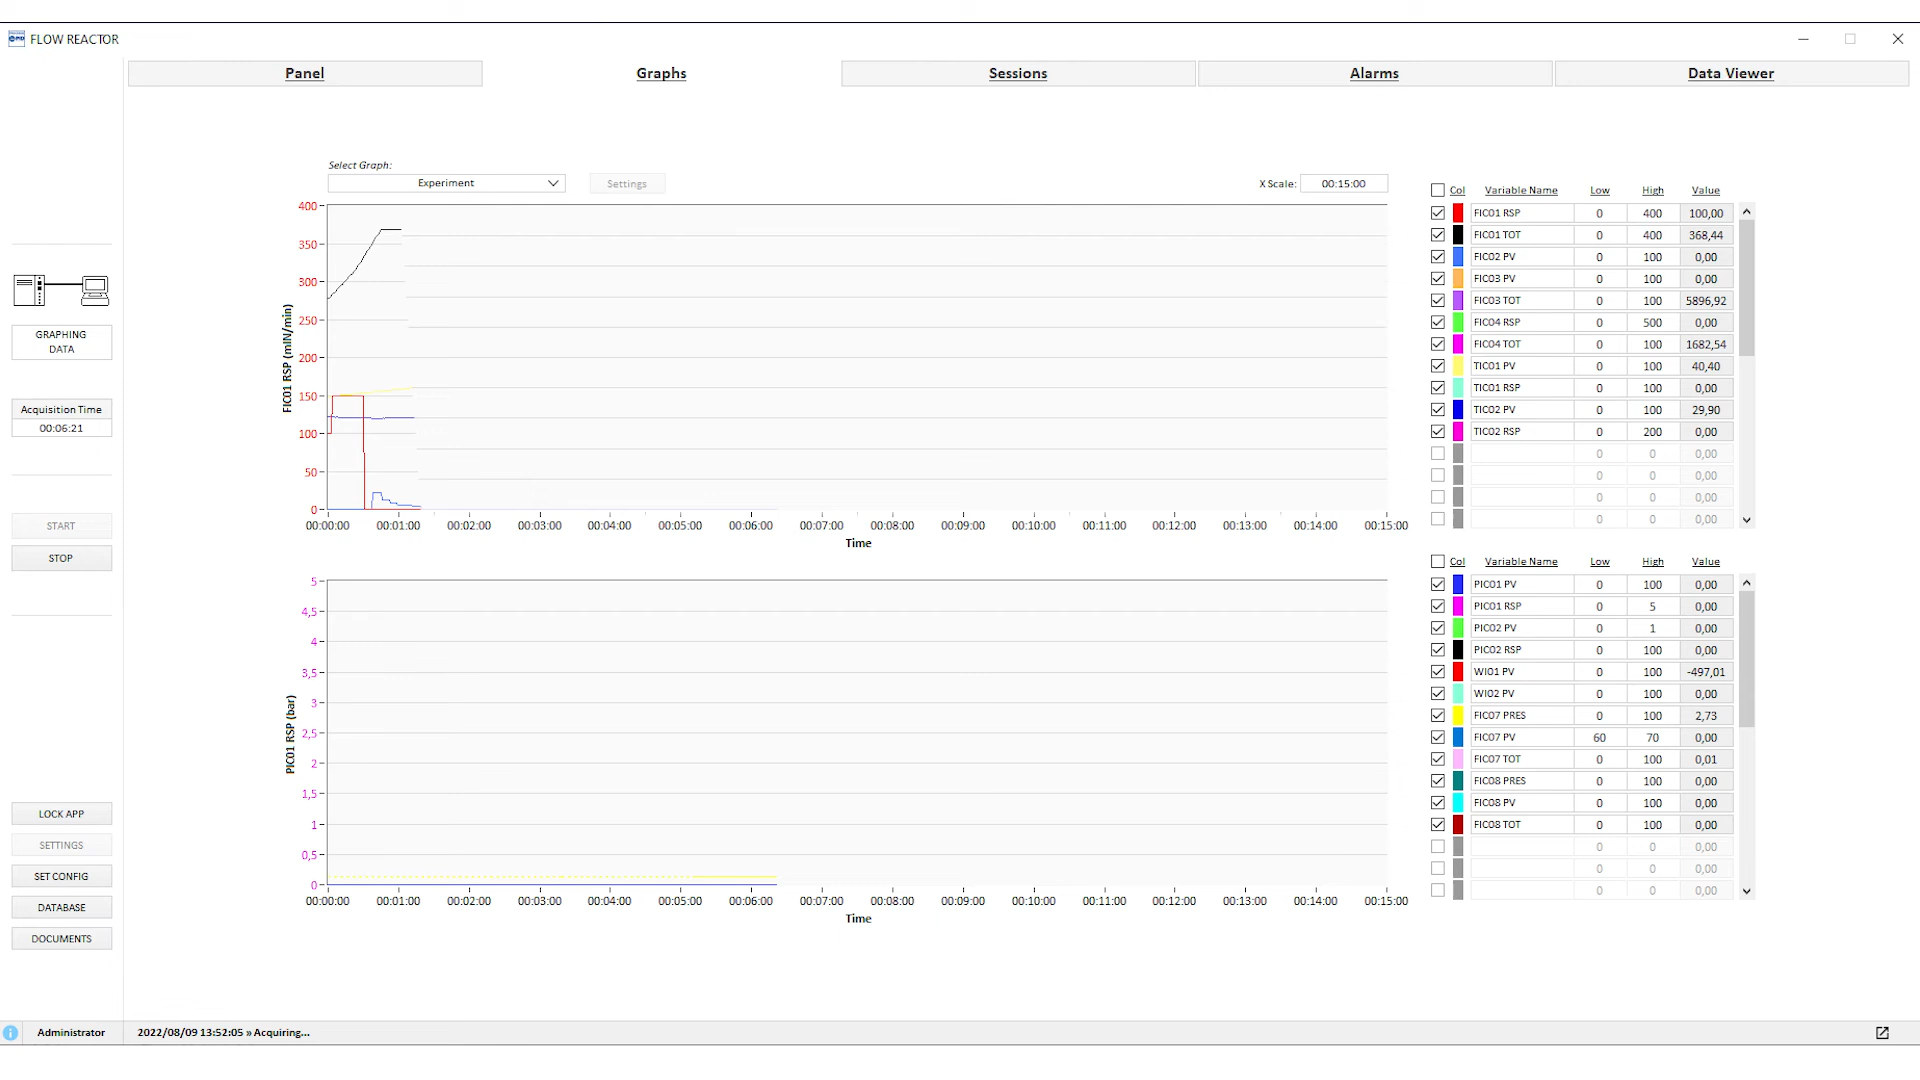 FLOW REACTOR
Panel Graphs Sessions Alarms Data Viewer
Select Graph:
Experiment Settings X Scale: 00:15:00
400
350
300
250
200
150
100
50
0
FIC01 RSP (mlN/min)
00:00:00 00:01:00 00:02:00 00:03:00 00:04:00 00:05:00 00:06:00 00:07:00 00:08:00 00:09:00 00:10:00 00:11:00 00:12:00 00:13:00 00:14:00 00:15:00
Time
Col Variable Name Low High Value
FIC01 RSP 0 400 100,00
FIC01 TOT 0 400 368,44
FIC02 PV 0 100 0,00
FIC03 PV 0 100 0,00
FIC03 TOT 0 100 5896,92
FIC04 RSP 0 500 0,00
FIC04 TOT 0 100 1682,54
TIC01 PV 0 100 40,40
TIC01 RSP 0 100 0,00
TIC02 PV 0 100 29,90
TIC02 RSP 0 200 0,00
0 0 0,00
0 0 0,00
0 0 0,00
0 0 0,00
5
4,5
4
3,5
3
2,5
2
1,5
1
0,5
0
PIC01 RSP (bar)
00:00:00 00:01:00 00:02:00 00:03:00 00:04:00 00:05:00 00:06:00 00:07:00 00:08:00 00:09:00 00:10:00 00:11:00 00:12:00 00:13:00 00:14:00 00:15:00
Time
Col Variable Name Low High Value
PIC01 PV 0 100 0,00
PIC01 RSP 0 5 0,00
PIC02 PV 0 1 0,00
PIC02 RSP 0 100 0,00
WI01 PV 0 100 -497,01
WI02 PV 0 100 0,00
FIC07 PRES 0 100 2,73
FIC07 PV 60 70 0,00
FIC07 TOT 0 100 0,01
FIC08 PRES 0 100 0,00
FIC08 PV 0 100 0,00
FIC08 TOT 0 100 0,00
0 0 0,00
0 0 0,00
0 0 0,00
GRAPHING
DATA
Acquisition Time
00:06:21
START
STOP
LOCK APP
SETTINGS
SET CONFIG
DATABASE
DOCUMENTS
Administrator 2022/08/09 13:52:05 » Acquiring...